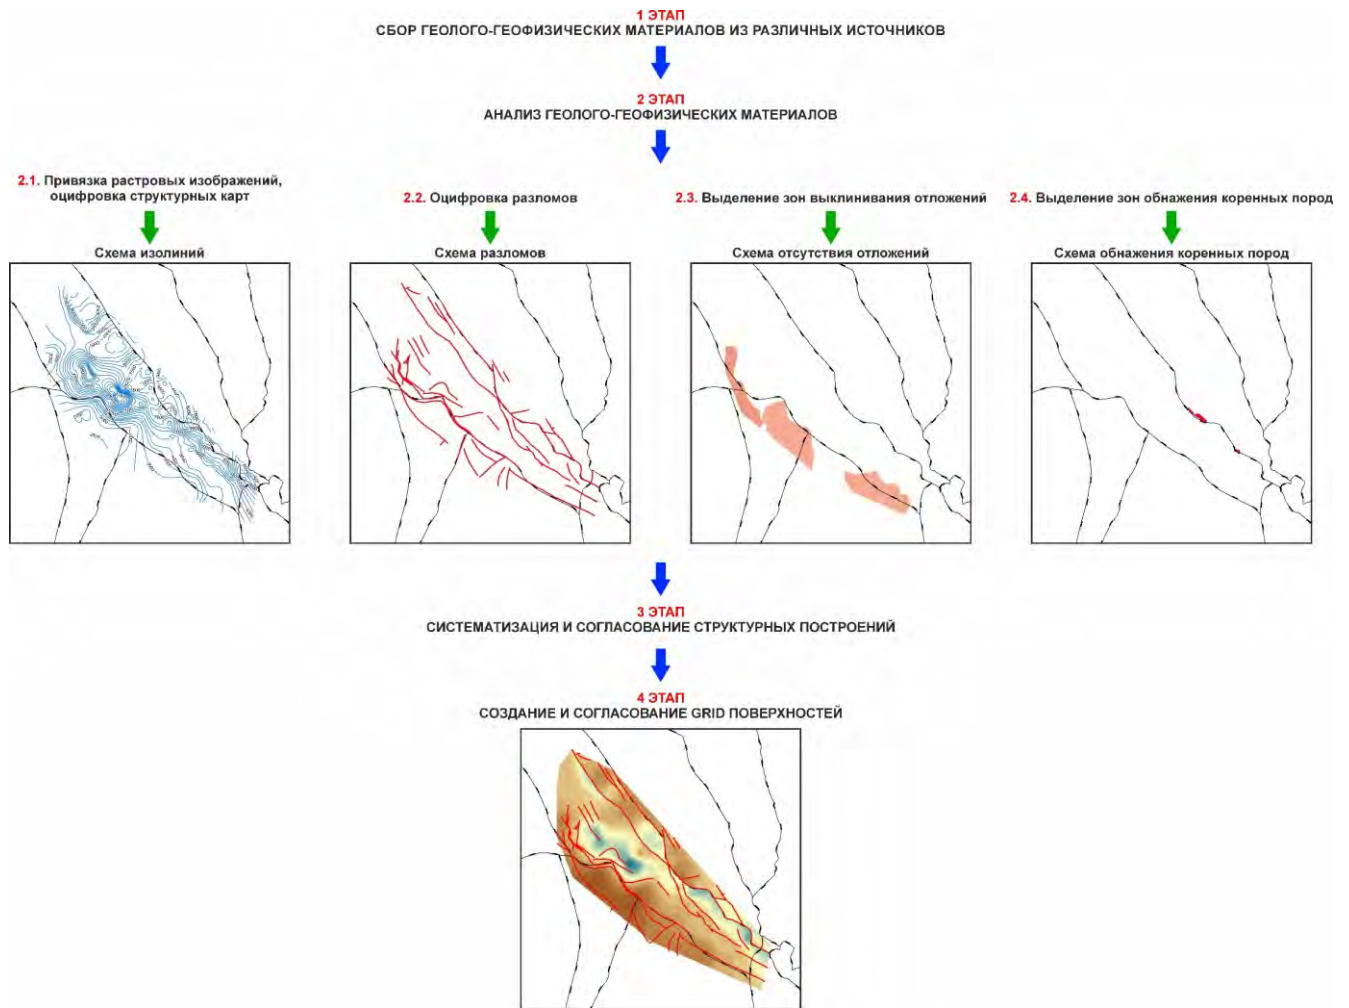 1 ЭТАП
СБОР ГЕОЛОГО-ГЕОФИЗИЧЕСКИХ МАТЕРИАЛОВ ИЗ РАЗЛИЧНЫХ ИСТОЧНИКОВ
2 ЭТАП
АНАЛИЗ ГЕОЛОГО-ГЕОФИЗИЧЕСКИХ МАТЕРИАЛОВ
2.1. Привязка растровых изображений,
оцифровка структурных карт
Схема изолиний
2.2. Оцифровка разломов
Схема разломов
2.3. Выделение зон выклинивания отложений
Схема отсутствия отложений
2.4. Выделение зон обнажения коренных пород
Схема обнажения коренных пород
3 ЭТАП
СИСТЕМАТИЗАЦИЯ И СОГЛАСОВАНИЕ СТРУКТУРНЫХ ПОСТРОЕНИЙ
4 ЭТАП
СОЗДАНИЕ И СОГЛАСОВАНИЕ GRID ПОВЕРХНОСТЕЙ